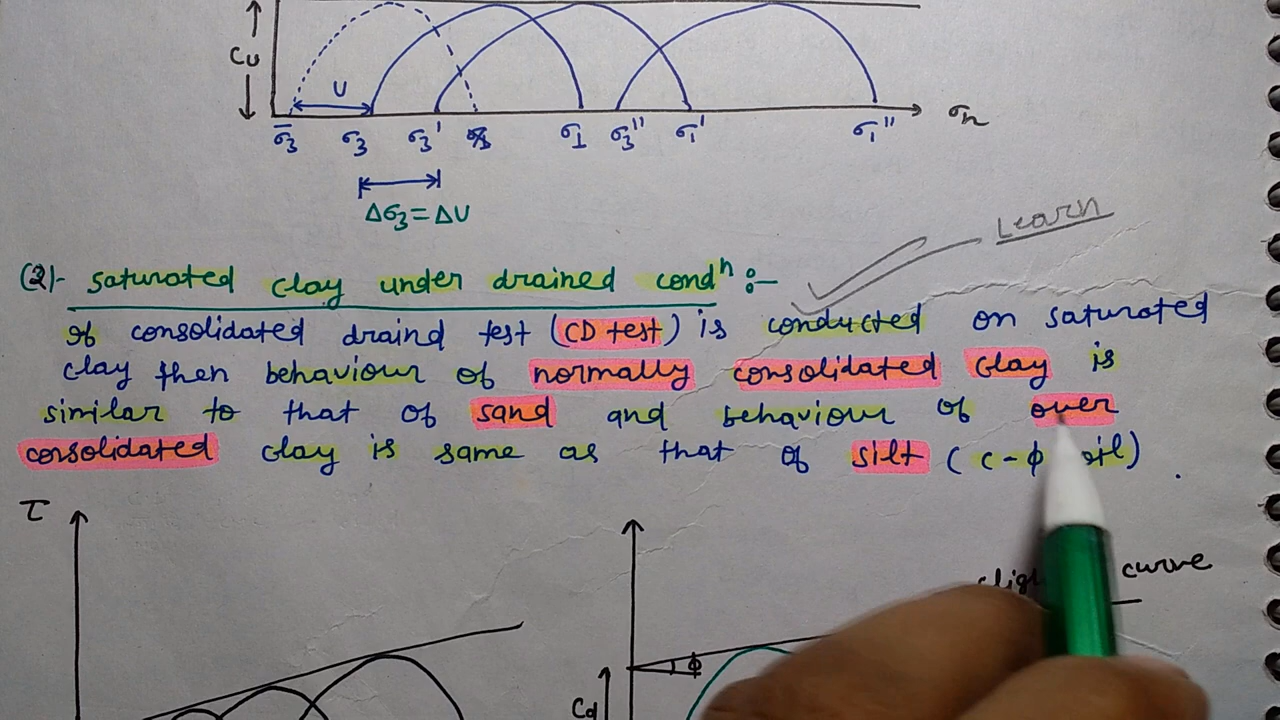 Cu
U
σ̅3 σ3 σ3' σ1 σ3'' σ1' σ1'' σn
Δσ3 = ΔU
Learn
(2)- saturated clay under drained condⁿ :-
If consolidated draind test (CD test) is conducted on saturated
clay then behaviour of normally consolidated clay is
similar to that of sand and behaviour of over
consolidated clay is same as that of silt (c-ϕ
τ
curve
ϕ
Cd